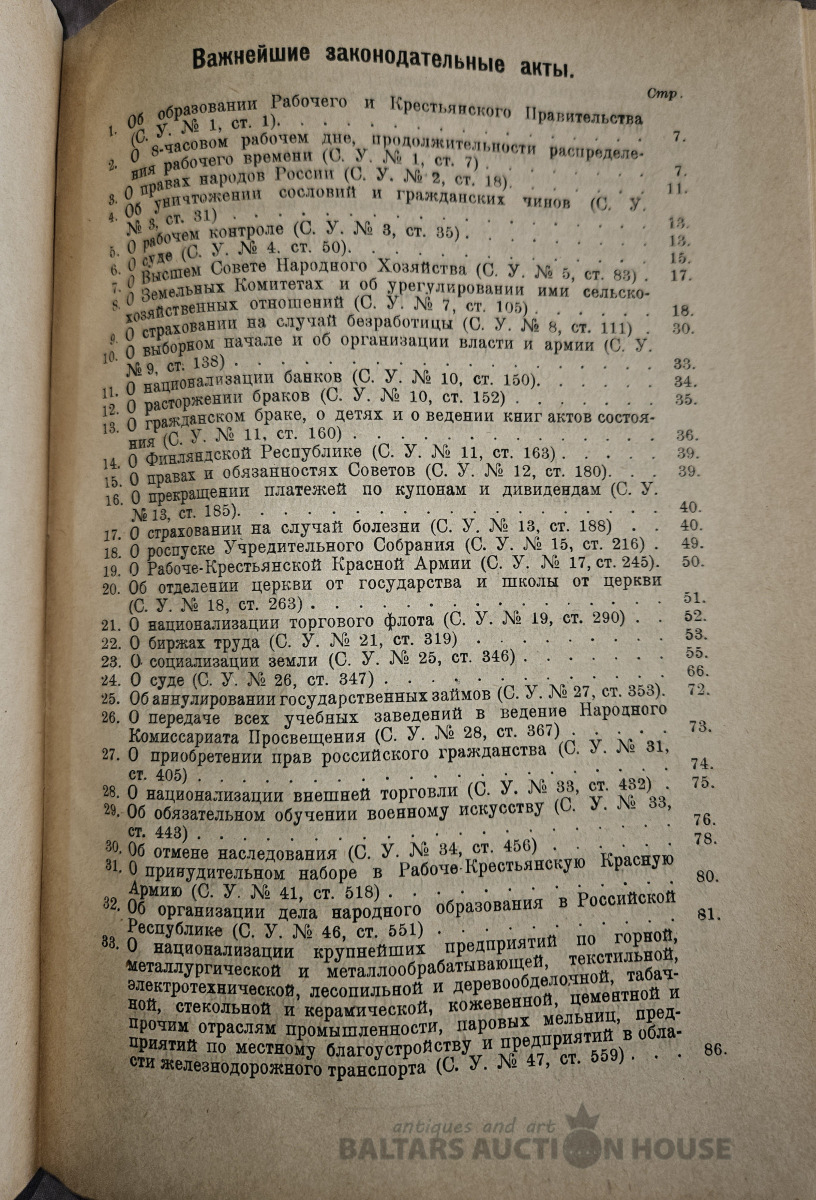 Важнейшие законодательные акты.
Стр.
1. Об образовании Рабочего и Крестьянского Правительства
(С. У. № 1, ст. 1). . . . . . . . . . . . . . . 7.
2. О 8-часовом рабочем дне, продолжительности распределе-
ния рабочего времени (С. У. № 1, ст. 7) . . . . . . 7.
3. О правах народов России (С. У. № 2, ст. 18). . . . . . 11.
4. Об уничтожении сословий и гражданских чинов (С. У.
№ 3, ст. 31) . . . . . . . . . . . . . . . 13.
5. О рабочем контроле (С. У. № 3, ст. 35). . . . . . . 13.
6. О суде (С. У. № 4. ст. 50). . . . . . . . . . . 15.
7. О Высшем Совете Народного Хозяйства (С. У. № 5, ст. 83) . 17.
8. О Земельных Комитетах и об урегулировании ими сельско-
хозяйственных отношений (С. У. № 7, ст. 105) . . . . . . 18.
9. О страховании на случай безработицы (С. У. № 8, ст. 111) . 30.
10. О выборном начале и об организации власти и армии (С. У.
№ 9, ст. 138) . . . . . . . . . . . . . . . 33.
11. О национализации банков (С. У. № 10, ст. 150). . . . . . 34.
12. О расторжении браков (С. У. № 10, ст. 152) . . . . . . . 35.
13. О гражданском браке, о детях и о ведении книг актов состоя-
ния (С. У. № 11, ст. 160) . . . . . . . . . . . . 36.
14. О Финляндской Республике (С. У. № 11, ст. 163) . . . . . 39.
15. О правах и обязанностях Советов (С. У. № 12, ст. 180). . . 39.
16. О прекращении платежей по купонам и дивидендам (С. У.
№ 13, ст. 185). . . . . . . . . . . . . . . 40.
17. О страховании на случай болезни (С. У. № 13, ст. 188) . . 40.
18. О роспуске Учредительного Собрания (С. У. № 15, ст. 216) . 49.
19. О Рабоче-Крестьянской Красной Армии (С. У. № 17, ст. 245). 50.
20. Об отделении церкви от государства и школы от церкви
(С. У. № 18, ст. 263) . . . . . . . . . . . . . 51.
21. О национализации торгового флота (С. У. № 19, ст. 290) . . 52.
22. О биржах труда (С. У. № 21, ст. 319) . . . . . . . . . 53.
23. О социализации земли (С. У. № 25, ст. 346) . . . . . . . 55.
24. О суде (С. У. № 26, ст. 347) . . . . . . . . . . . 66.
25. Об аннулировании государственных займов (С. У. № 27, ст. 353). 72.
26. О передаче всех учебных заведений в ведение Народного
Комиссариата Просвещения (С. У. № 28, ст. 367) . . . . . 73.
27. О приобретении прав российского гражданства (С. У. № 31,
ст. 405) . . . . . . . . . . . . . . . . . 74.
28. О национализации внешней торговли (С. У. № 33, ст. 432) . 75.
29. Об обязательном обучении военному искусству (С. У. № 33,
ст. 443) . . . . . . . . . . . . . . . . . 76.
30. Об отмене наследования (С. У. № 34, ст. 456) . . . . . . 78.
31. О принудительном наборе в Рабоче-Крестьянскую Красную
Армию (С. У. № 41, ст. 518) . . . . . . . . . . . 80.
32. Об организации дела народного образования в Российской
Республике (С. У. № 46, ст. 551) . . . . . . . . . . 81.
33. О национализации крупнейших предприятий по горной,
металлургической и металлообрабатывающей, текстильной,
электротехнической, лесопильной и деревообделочной, табач-
ной, стекольной и керамической, кожевенной, цементной и
прочим отраслям промышленности, паровых мельниц, пред-
приятий по местному благоустройству и предприятий в обла-
сти железнодорожного транспорта (С. У. № 47, ст. 559) . . . 86.
antiques and art
BALTARS AUCTION HOUSE